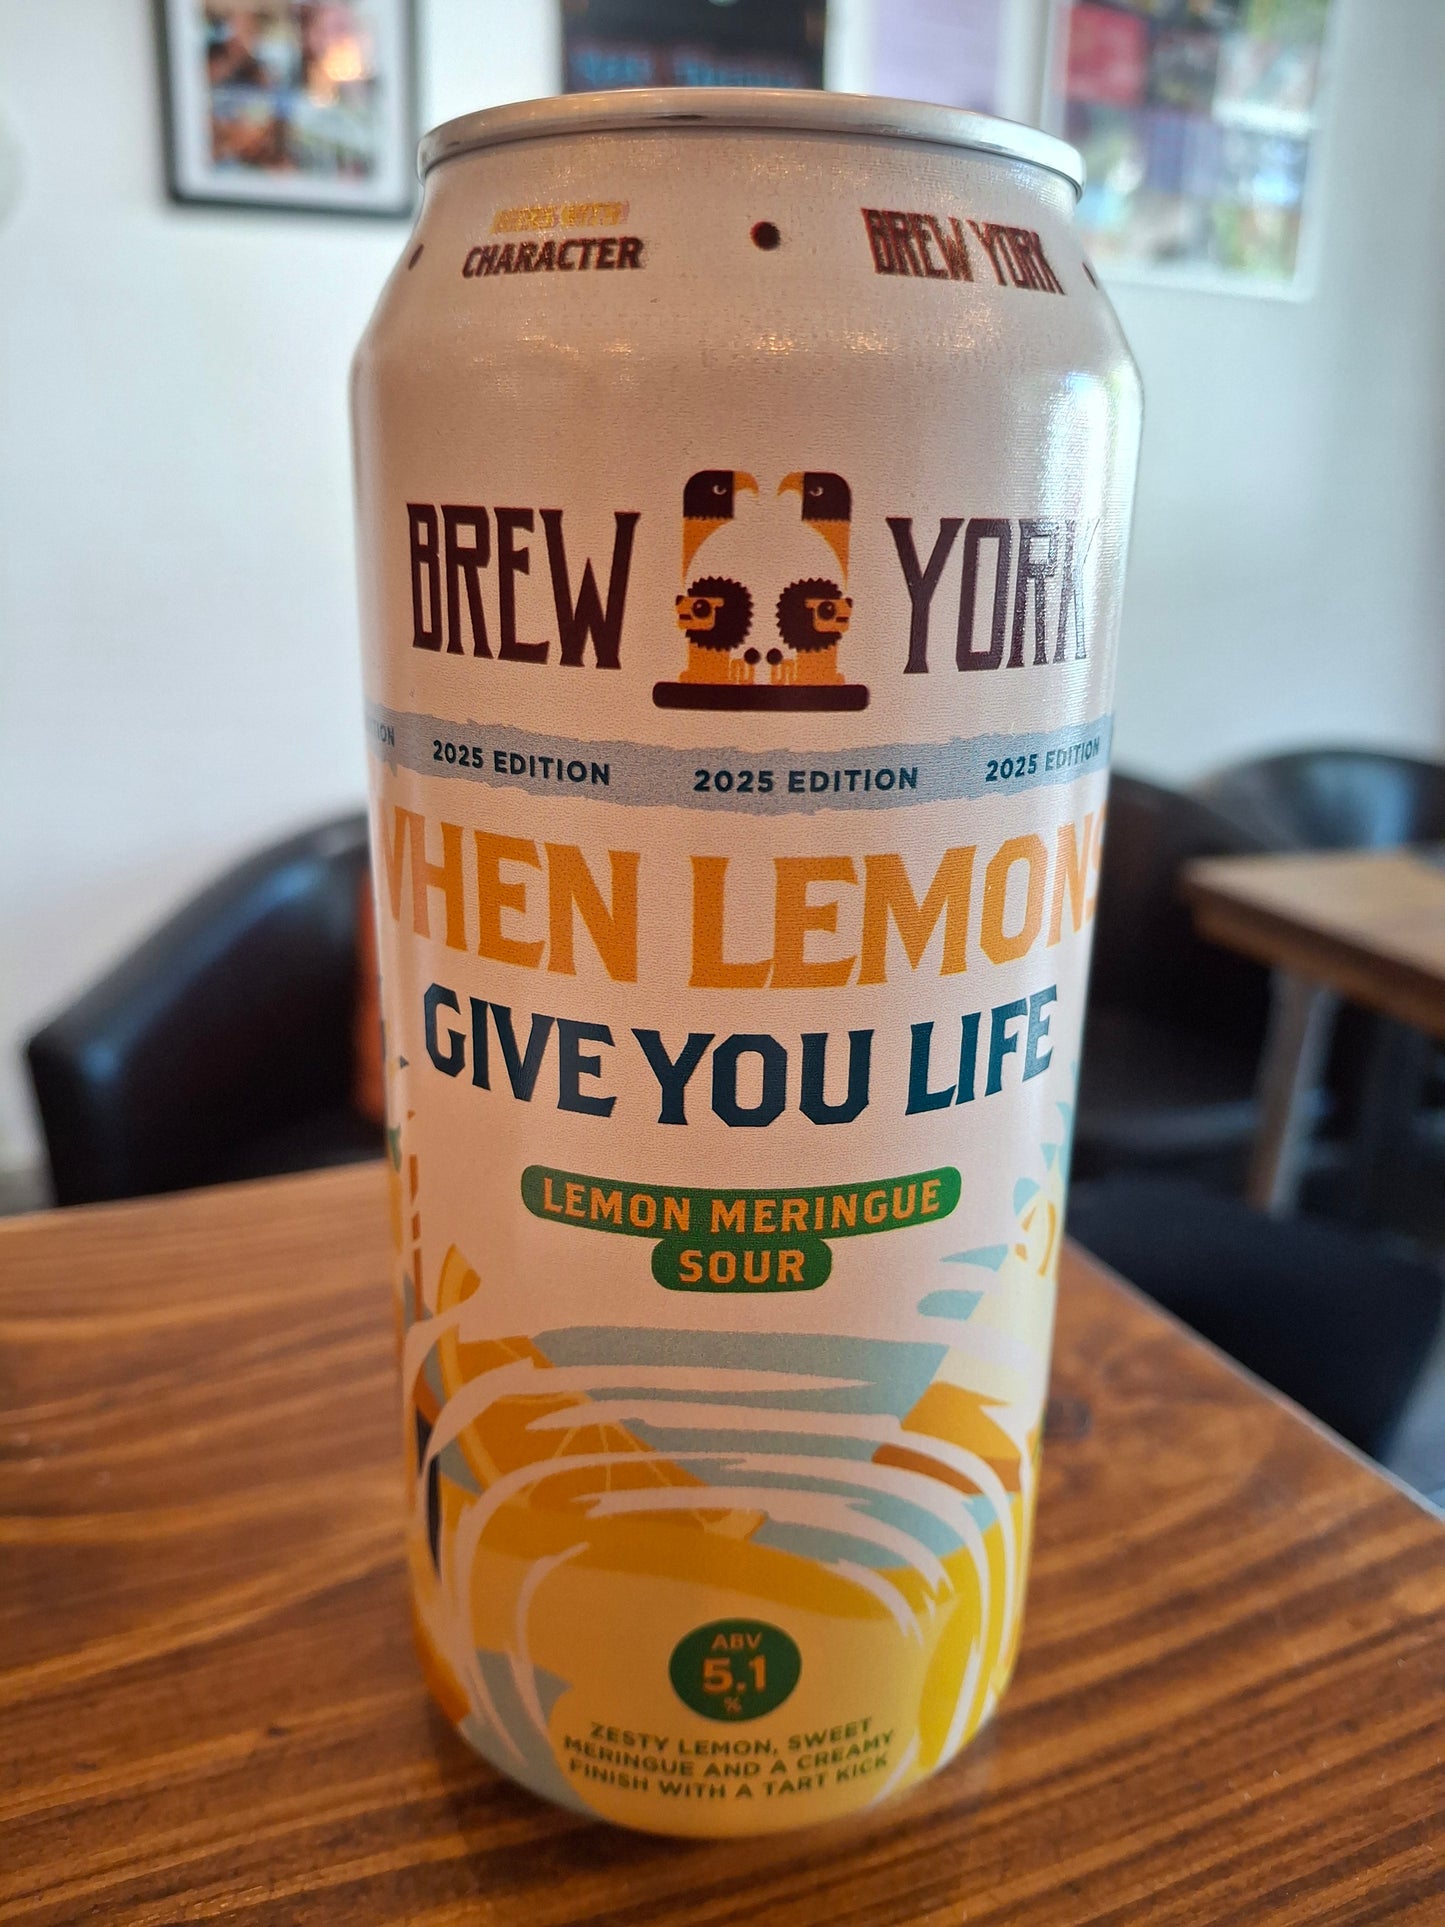 CHARACTER
BREW YORK
BREW YORK
2025 EDITION 2025 EDITION 2025 EDITION
WHEN LEMONS
GIVE YOU LIFE
LEMON MERINGUE
SOUR
ABV
5.1
%
ZESTY LEMON, SWEET
MERINGUE AND A CREAMY
FINISH WITH A TART KICK